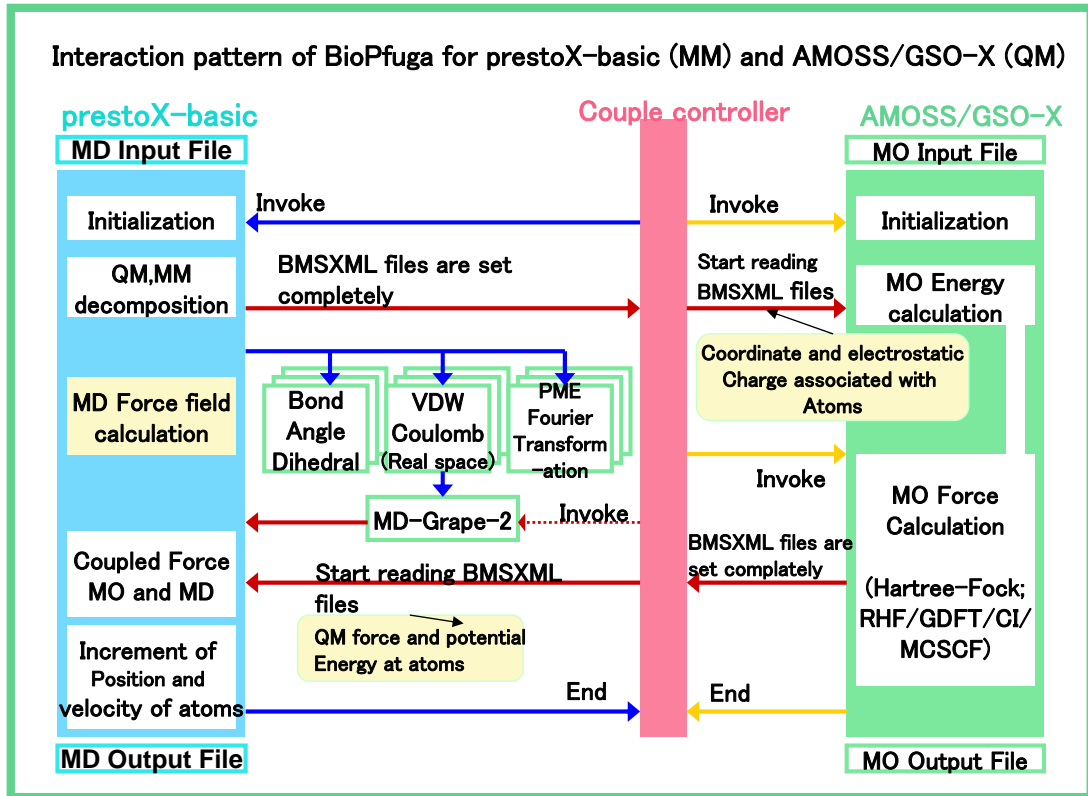 Interaction pattern of BioPfuga for prestoX-basic (MM) and AMOSS/GSO-X (QM)
prestoX-basic
Couple controller
AMOSS/GSO-X
MD Input File
MO Input File
Invoke
Invoke
Initialization
Initialization
QM,MM
decomposition
BMSXML files are set
completely
Start reading
BMSXML files
MO Energy
calculation
Coordinate and electrostatic
Charge associated with
Atoms
MD Force field
calculation
Bond
Angle
Dihedral
VDW
Coulomb
(Real space)
PME
Fourier
Transform
-ation
Invoke
MD-Grape-2
Invoke
MO Force
Calculation
(Hartree-Fock;
RHF/GDFT/CI/
MCSCF)
BMSXML files are
set complately
Coupled Force
MO and MD
Start reading BMSXML
files
QM force and potential
Energy at atoms
Increment of
Position and
velocity of atoms
End
End
MD Output File
MO Output File